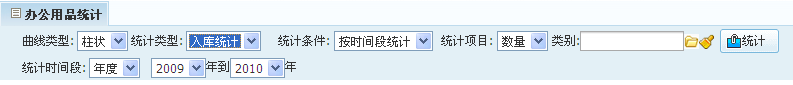 办公用品统计
曲线类型: 柱状 统计类型: 入库统计 统计条件: 按时间段统计 统计项目: 数量 类别: 统计
统计时间段: 年度 2009 年到 2010 年